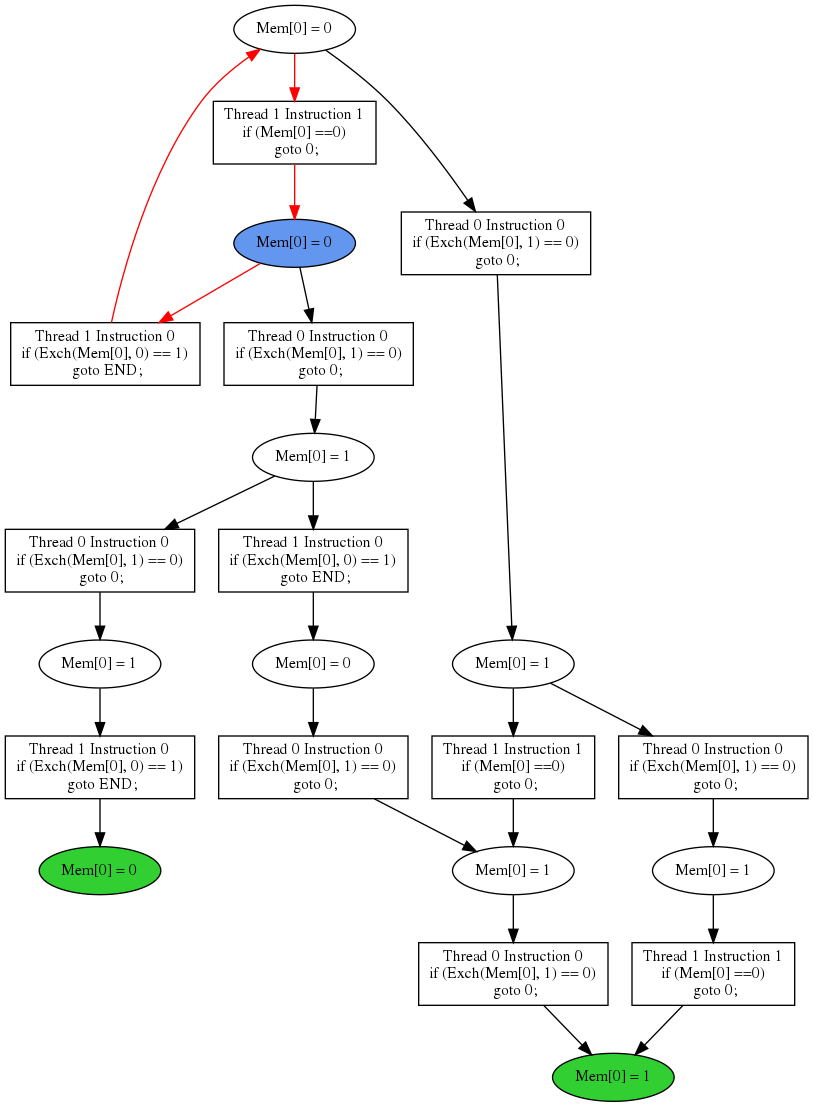 Mem[0] = 0
Thread 1 Instruction 1
if (Mem[0] ==0)
goto 0;
Thread 0 Instruction 0
if (Exch(Mem[0], 1) == 0)
goto 0;
Mem[0] = 0
Thread 1 Instruction 0
if (Exch(Mem[0], 0) == 1)
goto END;
Thread 0 Instruction 0
if (Exch(Mem[0], 1) == 0)
goto 0;
Mem[0] = 1
Thread 0 Instruction 0
if (Exch(Mem[0], 1) == 0)
goto 0;
Thread 1 Instruction 0
if (Exch(Mem[0], 0) == 1)
goto END;
Mem[0] = 1
Mem[0] = 0
Mem[0] = 1
Thread 1 Instruction 0
if (Exch(Mem[0], 0) == 1)
goto END;
Thread 0 Instruction 0
if (Exch(Mem[0], 1) == 0)
goto 0;
Thread 1 Instruction 1
if (Mem[0] ==0)
goto 0;
Thread 0 Instruction 0
if (Exch(Mem[0], 1) == 0)
goto 0;
Mem[0] = 0
Mem[0] = 1
Mem[0] = 1
Thread 0 Instruction 0
if (Exch(Mem[0], 1) == 0)
goto 0;
Thread 1 Instruction 1
if (Mem[0] ==0)
goto 0;
Mem[0] = 1